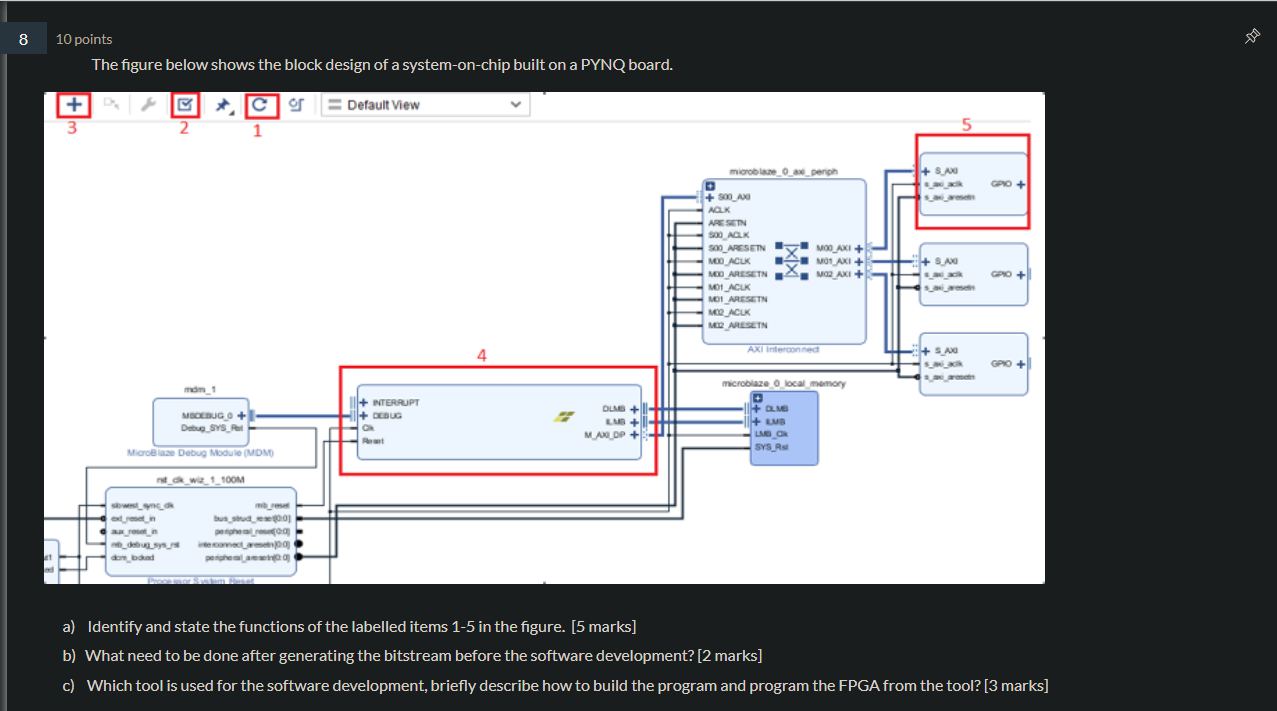 8
10 points
The figure below shows the block design of a system-on-chip built on a PYNQ board.
Default View
3
2
1
5
S_AXI
s_axi_aclk
s_axi_aresetn
GPIO
microblaze_0_axi_periph
S00_AXI
ACLK
ARESETN
S00_ACLK
S00_ARESETN
M00_ACLK
M00_ARESETN
M01_ACLK
M01_ARESETN
M02_ACLK
M02_ARESETN
M00_AXI
M01_AXI
M02_AXI
AXI Interconnect
S_AXI
s_axi_aclk
s_axi_aresetn
GPIO
S_AXI
s_axi_aclk
s_axi_aresetn
GPIO
4
INTERRUPT
DEBUG
Clk
Reset
DLMB
ILMB
M_AXI_DP
microblaze_0_local_memory
DLMB
ILMB
LMB_Clk
SYS_Rst
mdm_1
MBDEBUG_0
Debug_SYS_Rst
MicroBlaze Debug Module (MDM)
rst_clk_wiz_1_100M
slowest_sync_clk
ext_reset_in
aux_reset_in
mb_debug_sys_rst
dcm_locked
mb_reset
bus_struct_reset[0:0]
peripheral_reset[0:0]
interconnect_aresetn[0:0]
peripheral_aresetn[0:0]
Processor System Reset
a) Identify and state the functions of the labelled items 1-5 in the figure. [5 marks]
b) What need to be done after generating the bitstream before the software development? [2 marks]
c) Which tool is used for the software development, briefly describe how to build the program and program the FPGA from the tool? [3 marks]